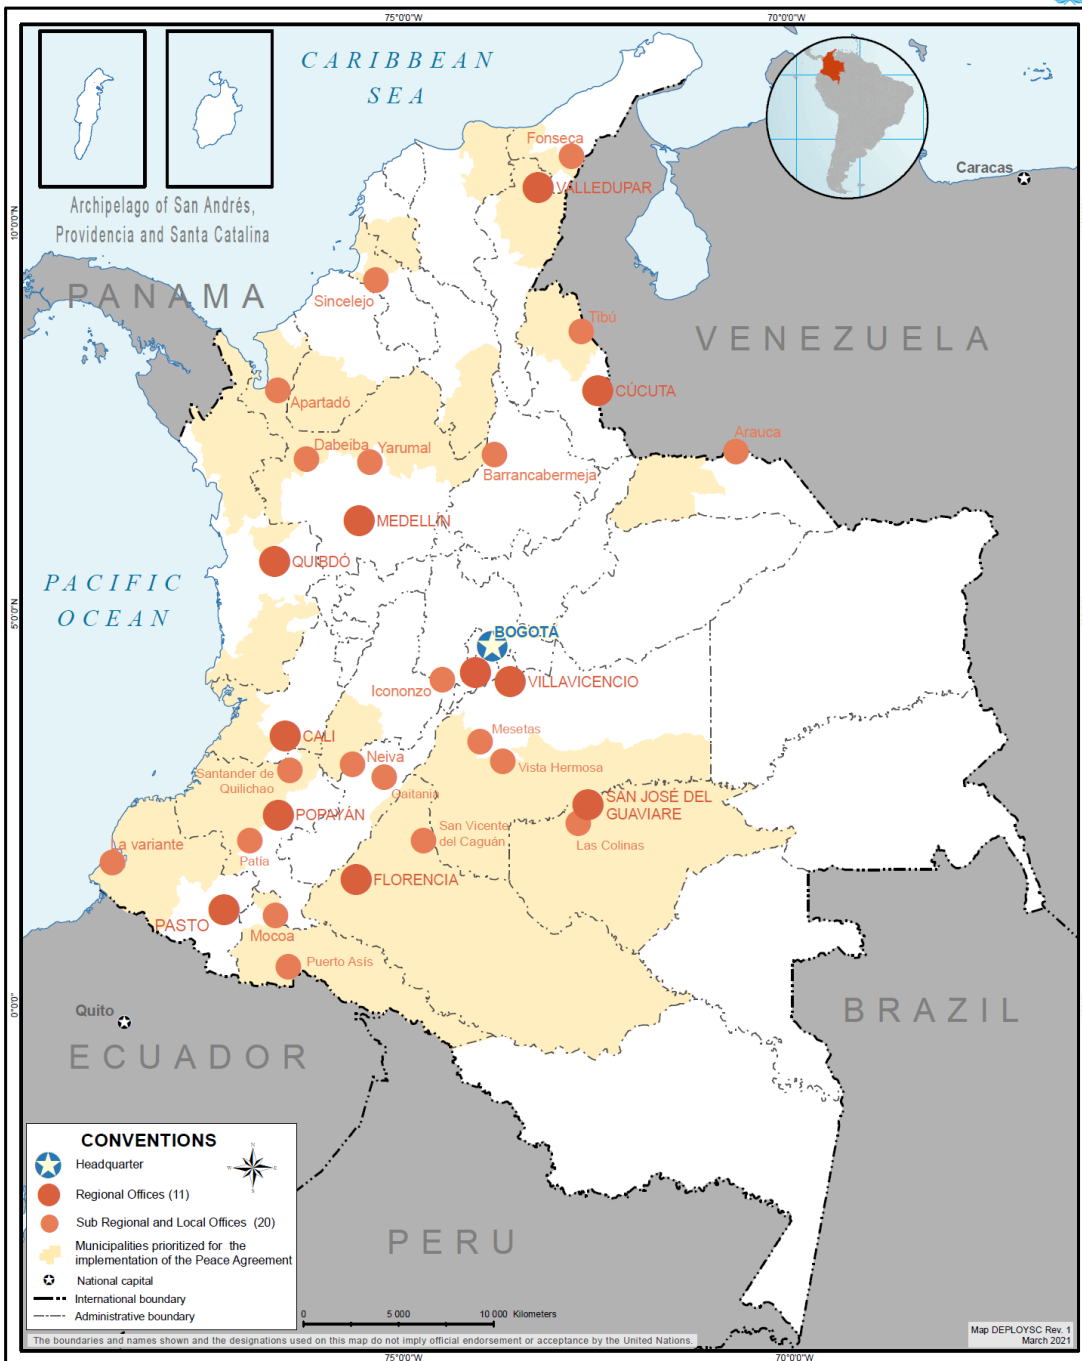 75°0'0"W
70°0'0"W
CARIBBEAN
SEA
Fonseca
VALLEDUPAR
Caracas
Archipelago of San Andrés,
Providencia and Santa Catalina
10°0'0"N
PANAMA
Sincelejo
Tibú
VENEZUELA
CÚCUTA
Apartadó
Arauca
Dabeiba
Yarumal
Barrancabermeja
MEDELLÍN
QUIBDÓ
PACIFIC
OCEAN
5°0'0"N
BOGOTÁ
Icononzo
VILLAVICENCIO
Mesetas
CALI
Neiva
Vista Hermosa
Santander de
Quilichao
Gaitania
SAN JOSÉ DEL
GUAVIARE
POPAYÁN
San Vicente
del Caguán
Las Colinas
La variante
Patía
FLORENCIA
PASTO
Mocoa
Puerto Asís
0°0'0"
Quito
BRAZIL
ECUADOR
PERU
CONVENTIONS
N
W
E
S
Headquarter
Regional Offices (11)
Sub Regional and Local Offices (20)
Municipalities prioritized for the
implementation of the Peace Agreement
National capital
International boundary
Administrative boundary
0 5 000 10 000 Kilometers
The boundaries and names shown and the designations used on this map do not imply official endorsement or acceptance by the United Nations.
Map DEPLOYSC Rev. 1
March 2021
75°0'0"W
70°0'0"W